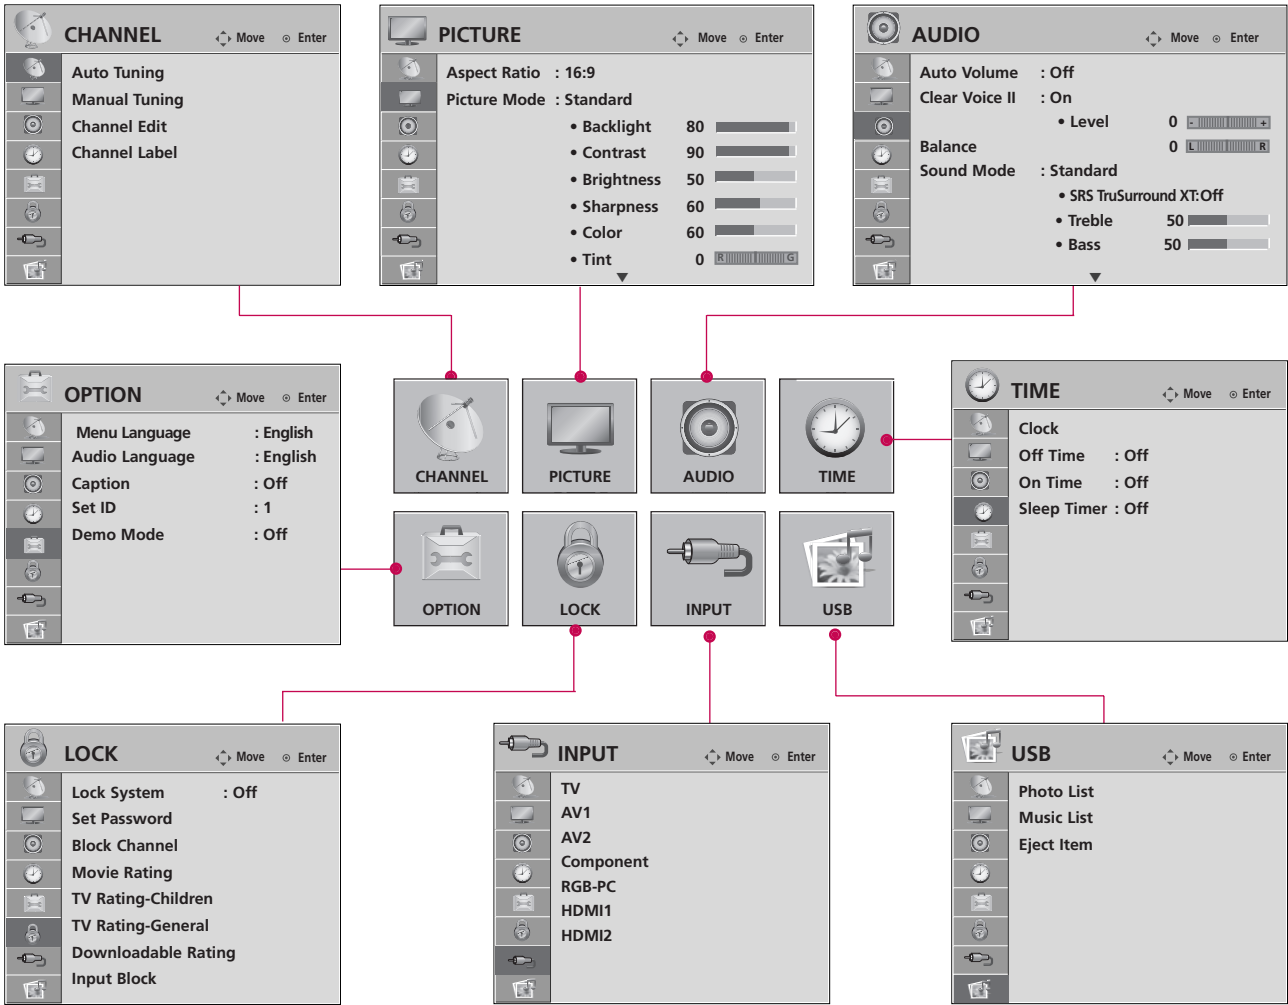 CHANNEL Move Enter
Auto Tuning
Manual Tuning
Channel Edit
Channel Label
PICTURE Move Enter
Aspect Ratio : 16:9
Picture Mode : Standard
• Backlight 80
• Contrast 90
• Brightness 50
• Sharpness 60
• Color 60
• Tint 0 R G
AUDIO Move Enter
Auto Volume : Off
Clear Voice II : On
• Level 0 - +
Balance 0 L R
Sound Mode : Standard
• SRS TruSurround XT:Off
• Treble 50
• Bass 50
OPTION Move Enter
Menu Language : English
Audio Language : English
Caption : Off
Set ID : 1
Demo Mode : Off
CHANNEL PICTURE AUDIO TIME
OPTION LOCK INPUT USB
TIME Move Enter
Clock
Off Time : Off
On Time : Off
Sleep Timer : Off
LOCK Move Enter
Lock System : Off
Set Password
Block Channel
Movie Rating
TV Rating-Children
TV Rating-General
Downloadable Rating
Input Block
INPUT Move Enter
TV
AV1
AV2
Component
RGB-PC
HDMI1
HDMI2
USB Move Enter
Photo List
Music List
Eject Item